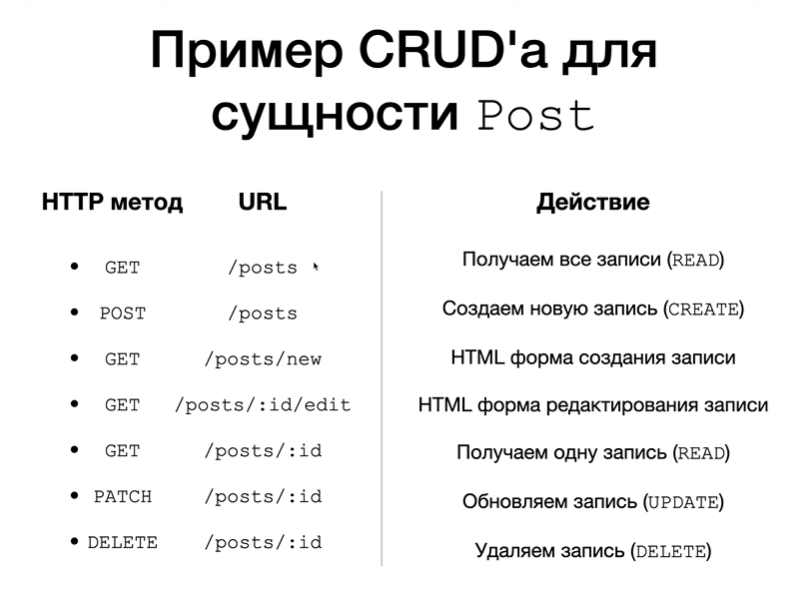 Пример CRUD'а для
сущности Post
HTTP метод URL Действие
• GET /posts Получаем все записи (READ)
• POST /posts Создаем новую запись (CREATE)
• GET /posts/new HTML форма создания записи
• GET /posts/:id/edit HTML форма редактирования записи
• GET /posts/:id Получаем одну запись (READ)
• PATCH /posts/:id Обновляем запись (UPDATE)
• DELETE /posts/:id Удаляем запись (DELETE)